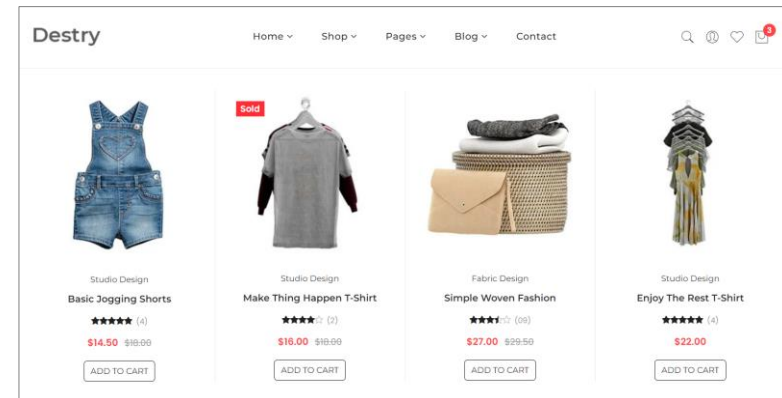 Destry
Home Shop Pages Blog Contact
3
Sold
Studio Design
Basic Jogging Shorts
(4)
$14.50 $18.00
ADD TO CART
Studio Design
Make Thing Happen T-Shirt
(2)
$16.00 $18.00
ADD TO CART
Fabric Design
Simple Woven Fashion
(09)
$27.00 $29.50
ADD TO CART
Studio Design
Enjoy The Rest T-Shirt
(4)
$22.00
ADD TO CART